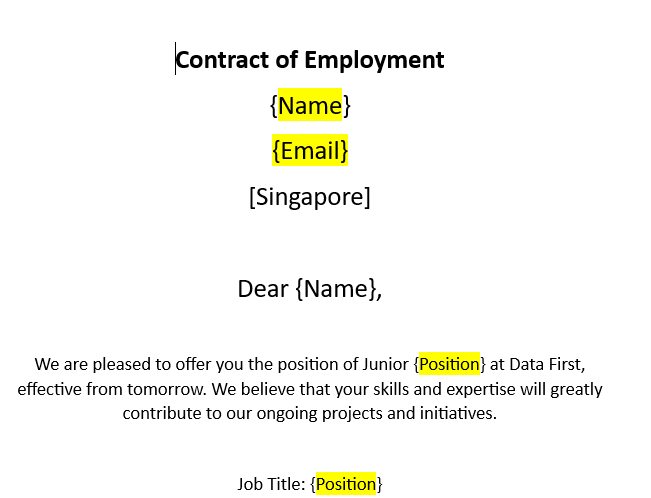 Contract of Employment
{Name}
{Email}
[Singapore]
Dear {Name},
We are pleased to offer you the position of Junior {Position} at Data First,
effective from tomorrow. We believe that your skills and expertise will greatly
contribute to our ongoing projects and initiatives.
Job Title: {Position}